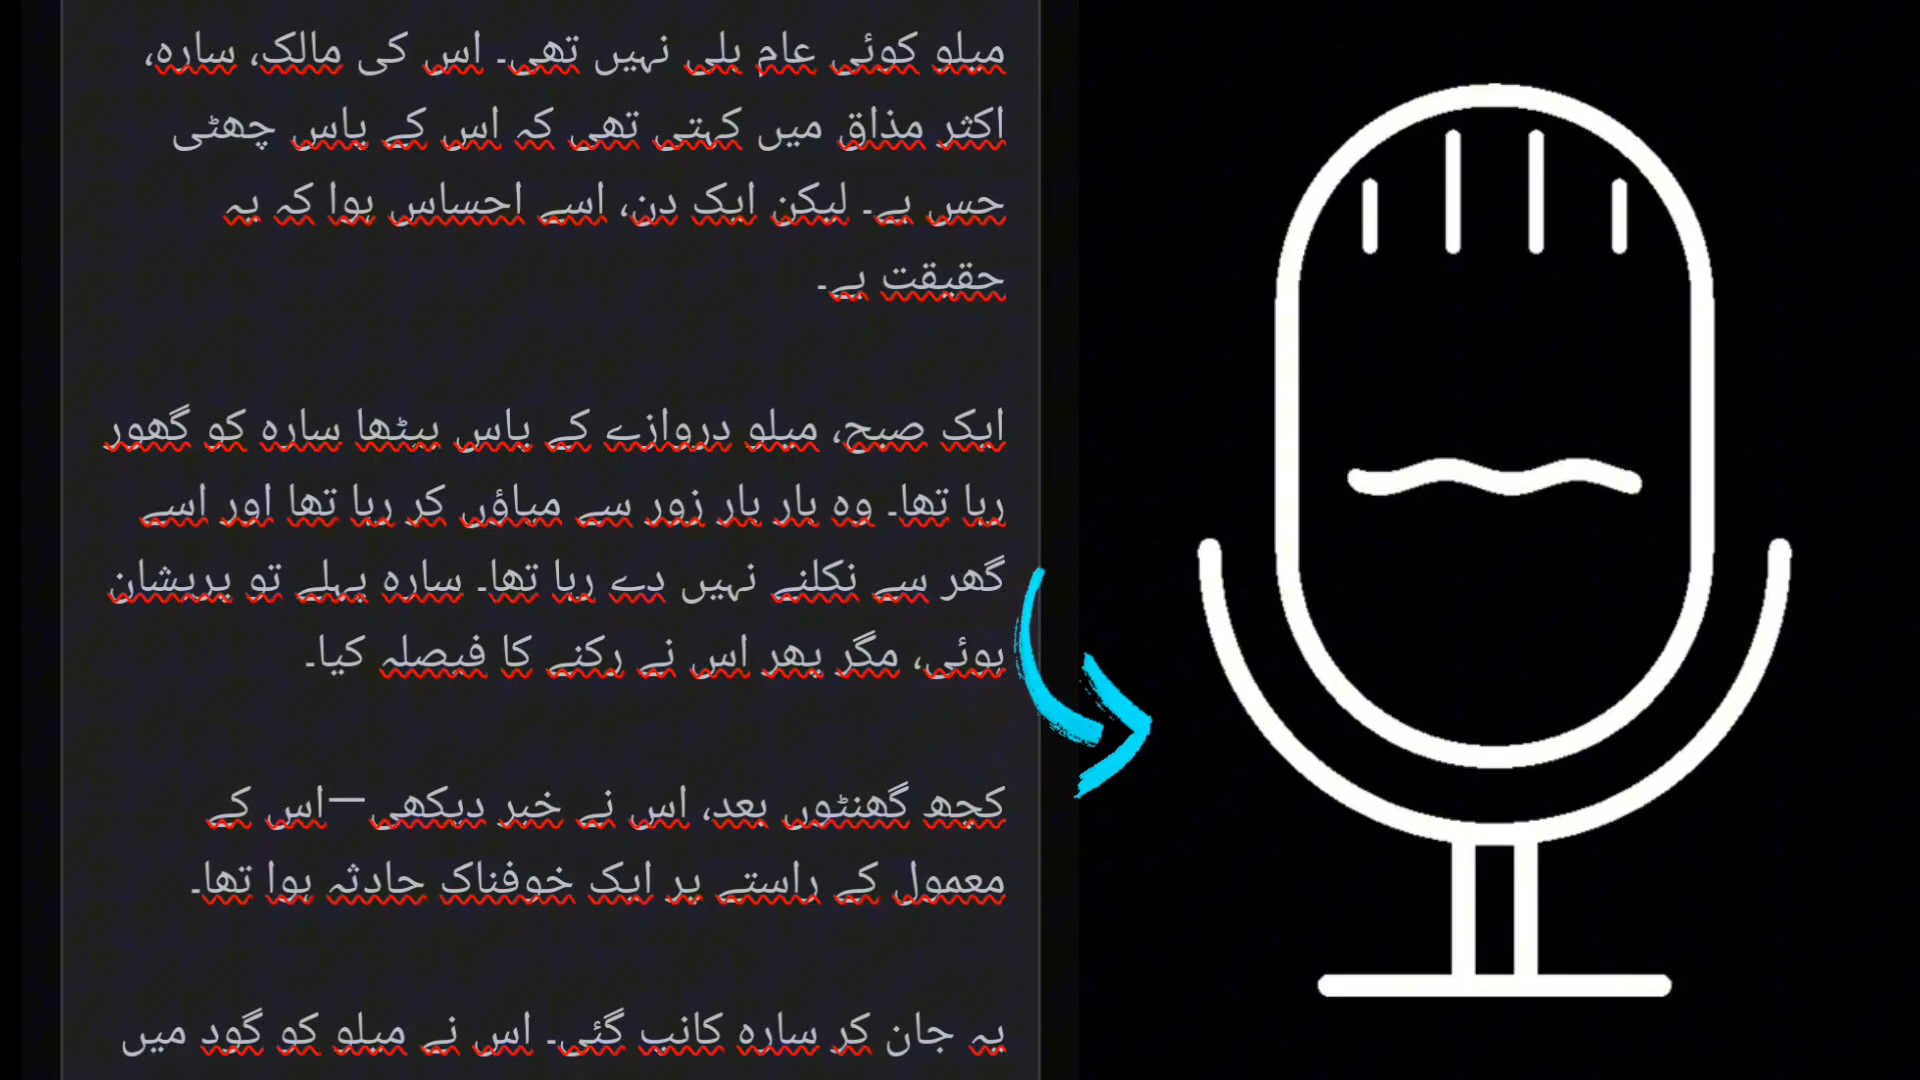 میلو کوئی عام بلی نہیں تھی۔ اس کی مالک، سارہ،
اکثر مذاق میں کہتی تھی کہ اس کے پاس چھٹی
حس ہے۔ لیکن ایک دن، اسے احساس ہوا کہ یہ
حقیقت ہے۔
ایک صبح، میلو دروازے کے پاس بیٹھا سارہ کو گھور
رہا تھا۔ وہ بار بار زور سے میاؤں کر رہا تھا اور اسے
گھر سے نکلنے نہیں دے رہا تھا۔ سارہ پہلے تو پریشان
ہوئی، مگر پھر اس نے رکنے کا فیصلہ کیا۔
کچھ گھنٹوں بعد، اس نے خبر دیکھی—اس کے
معمول کے راستے پر ایک خوفناک حادثہ ہوا تھا۔
یہ جان کر سارہ کانپ گئی۔ اس نے میلو کو گود میں